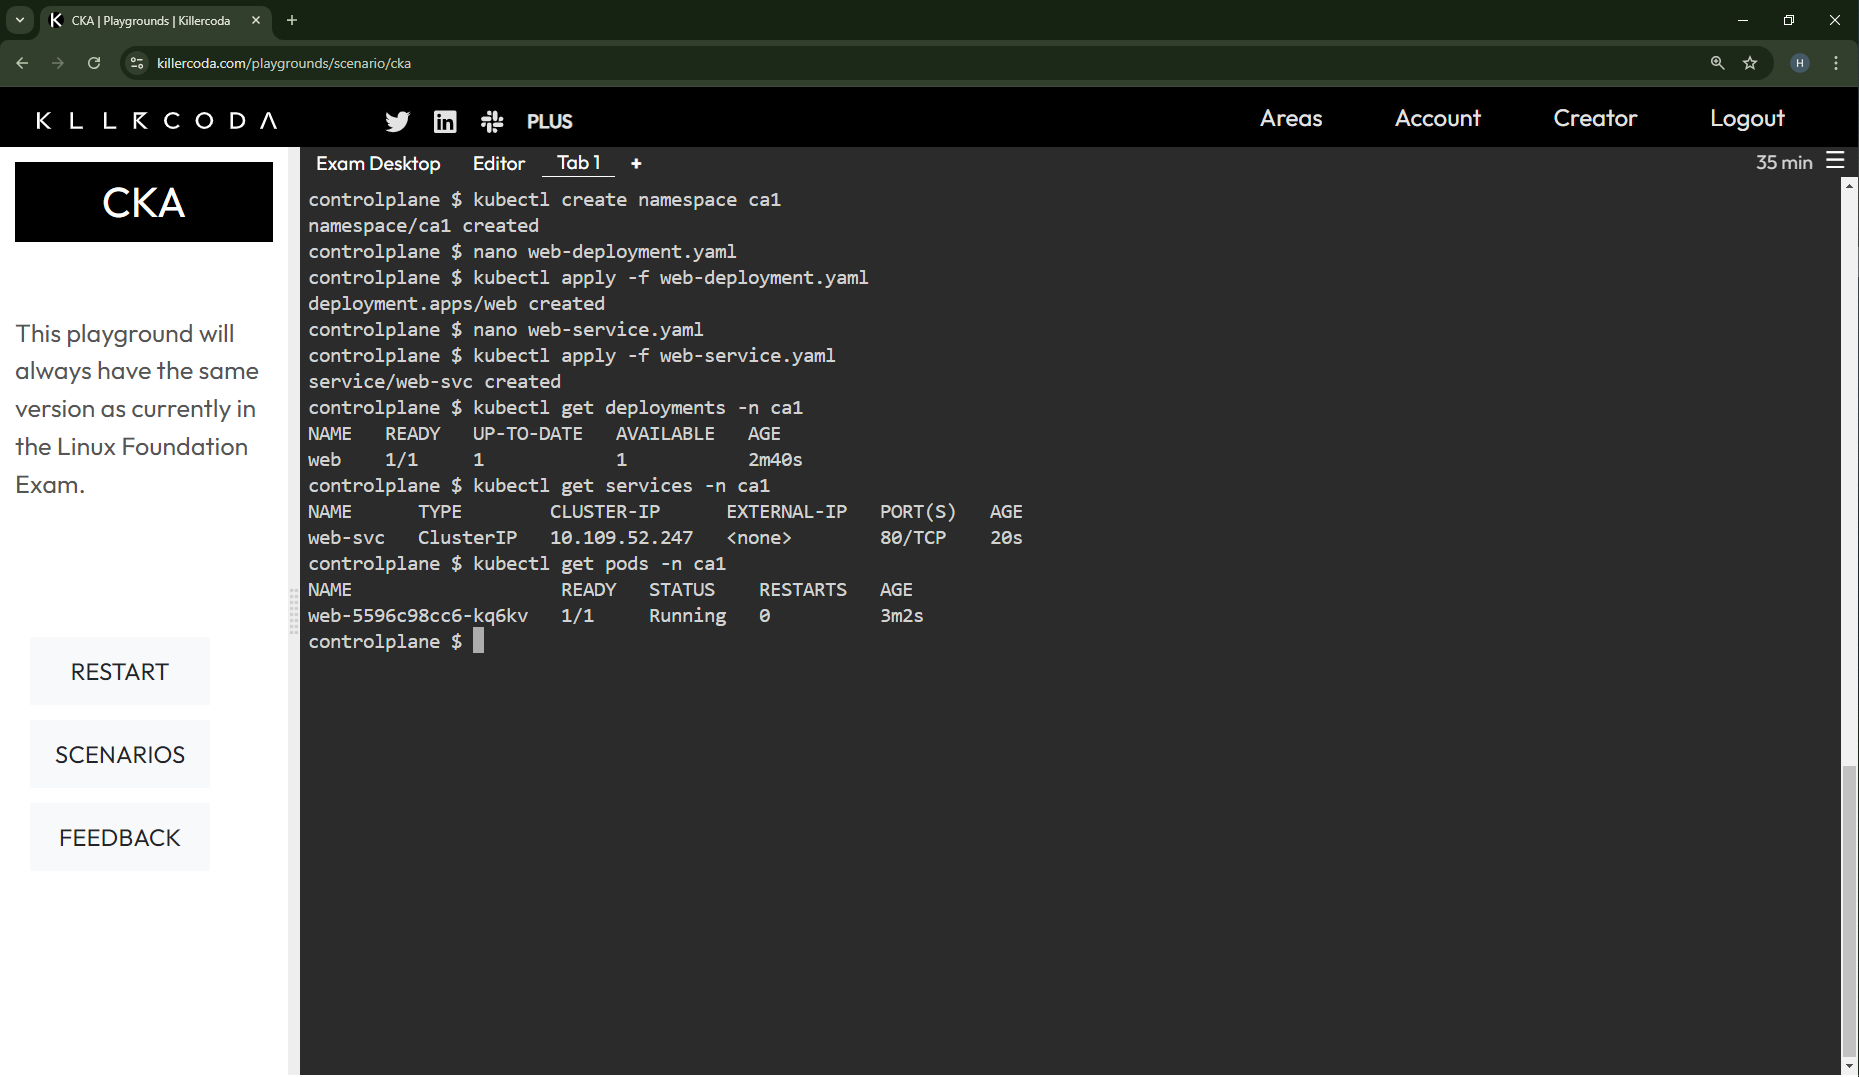 CKA | Playgrounds | Killercoda
killercoda.com/playgrounds/scenario/cka
H
KLLRCODA
PLUS
Areas
Account
Creator
Logout
CKA
This playground will
always have the same
version as currently in
the Linux Foundation
Exam.
RESTART
SCENARIOS
FEEDBACK
Exam Desktop
Editor
Tab 1
+
35 min
controlplane $ kubectl create namespace ca1
namespace/ca1 created
controlplane $ nano web-deployment.yaml
controlplane $ kubectl apply -f web-deployment.yaml
deployment.apps/web created
controlplane $ nano web-service.yaml
controlplane $ kubectl apply -f web-service.yaml
service/web-svc created
controlplane $ kubectl get deployments -n ca1
NAME   READY   UP-TO-DATE   AVAILABLE   AGE
web    1/1     1            1           2m40s
controlplane $ kubectl get services -n ca1
NAME      TYPE        CLUSTER-IP      EXTERNAL-IP   PORT(S)   AGE
web-svc   ClusterIP   10.109.52.247   <none>        80/TCP    20s
controlplane $ kubectl get pods -n ca1
NAME                   READY   STATUS    RESTARTS   AGE
web-5596c98cc6-kq6kv   1/1     Running   0          3m2s
controlplane $